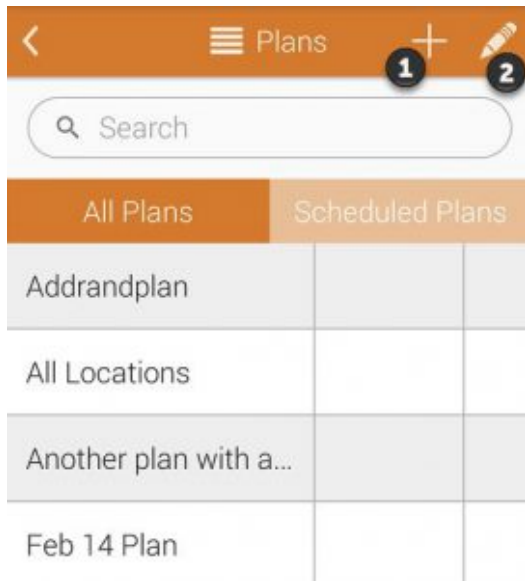 Plans
1
2
Search
All Plans Scheduled Plans
Addrandplan
All Locations
Another plan with a...
Feb 14 Plan